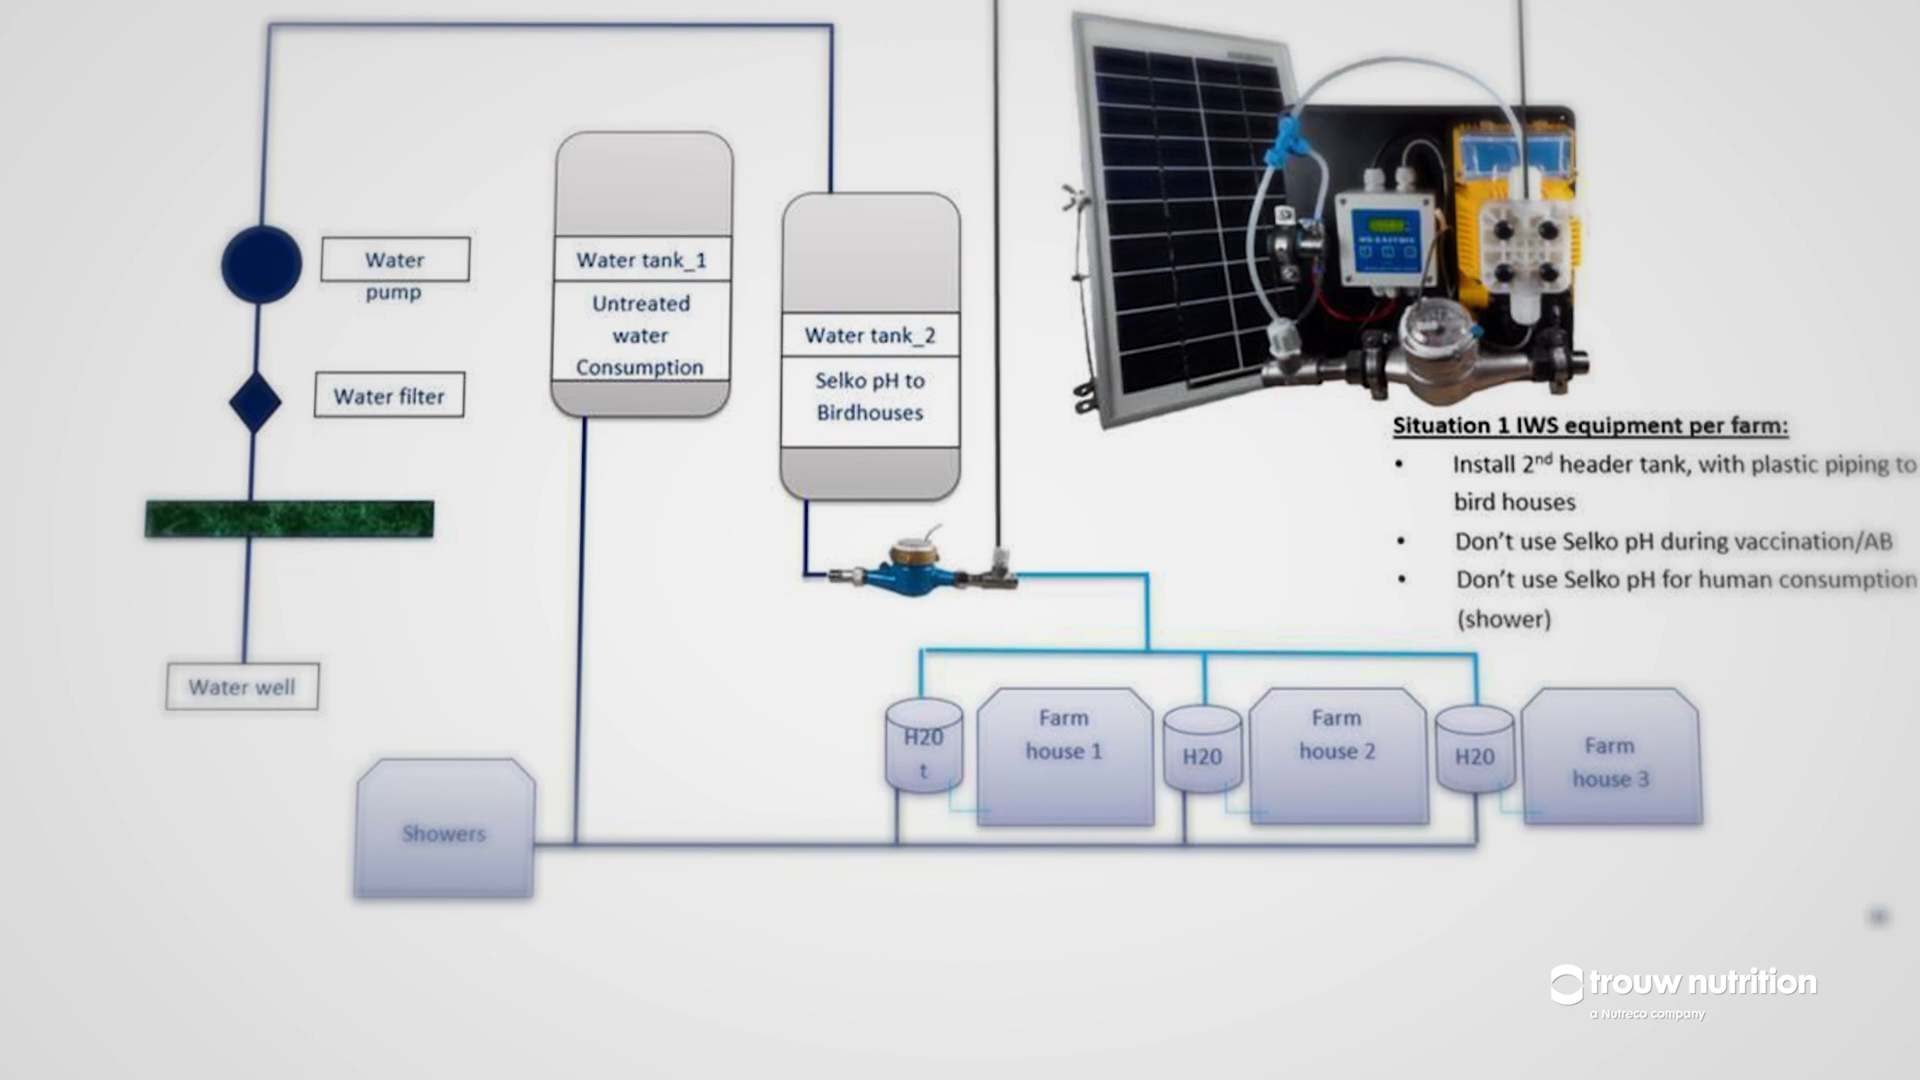 Water
pump
Water filter
Water well
Water tank_1
Untreated
water
Consumption
Water tank_2
Selko pH to
Birdhouses
Situation 1 IWS equipment per farm:
• Install 2nd header tank, with plastic piping to
bird houses
• Don't use Selko pH during vaccination/AB
• Don't use Selko pH for human consumption
(shower)
H20
t
Farm
house 1
H20
Farm
house 2
H20
Farm
house 3
Showers
trouw nutrition
a Nutreco company